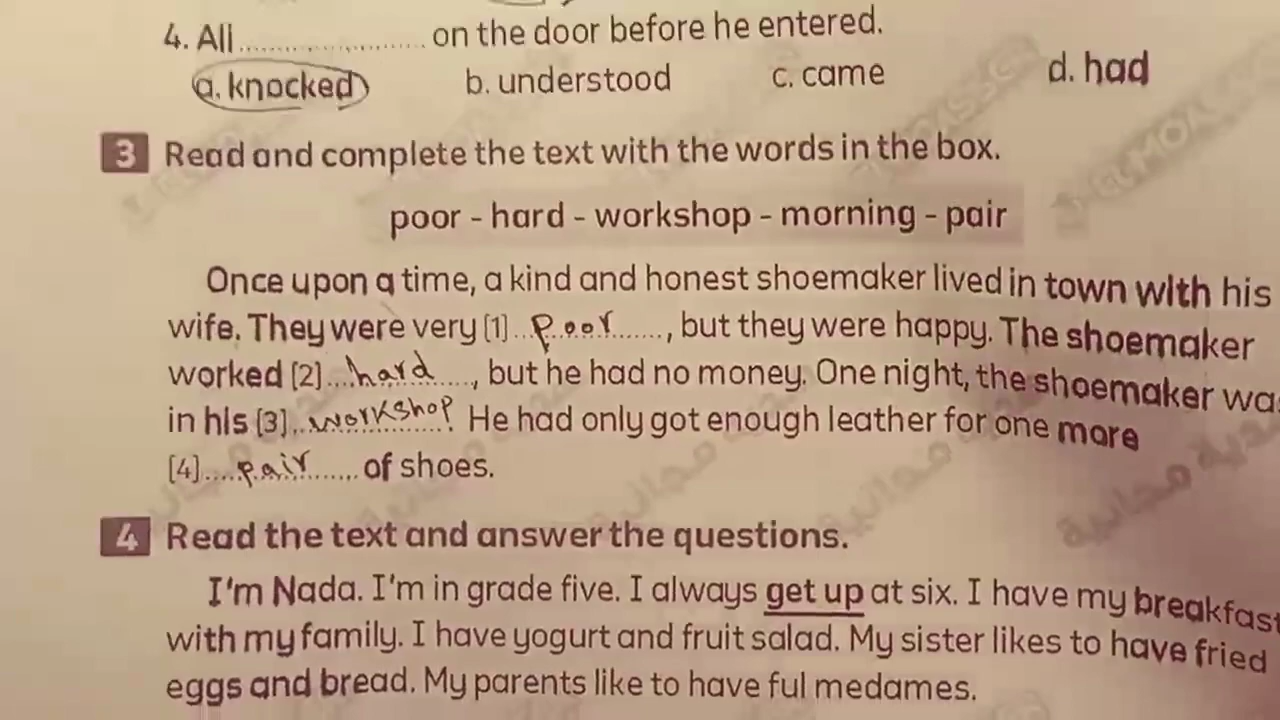 4. Ali ........................ on the door before he entered.
a. knocked b. understood c. came d. had
3 Read and complete the text with the words in the box.
poor - hard - workshop - morning - pair
Once upon a time, a kind and honest shoemaker lived in town with his
wife. They were very (1) ... poor ......., but they were happy. The shoemaker
worked (2) .... hard ....., but he had no money. One night, the shoemaker wa
in his (3) .. workshop . He had only got enough leather for one more
(4) ..... pair ...... of shoes.
4 Read the text and answer the questions.
I'm Nada. I'm in grade five. I always get up at six. I have my breakfast
with my family. I have yogurt and fruit salad. My sister likes to have fried
eggs and bread. My parents like to have ful medames.